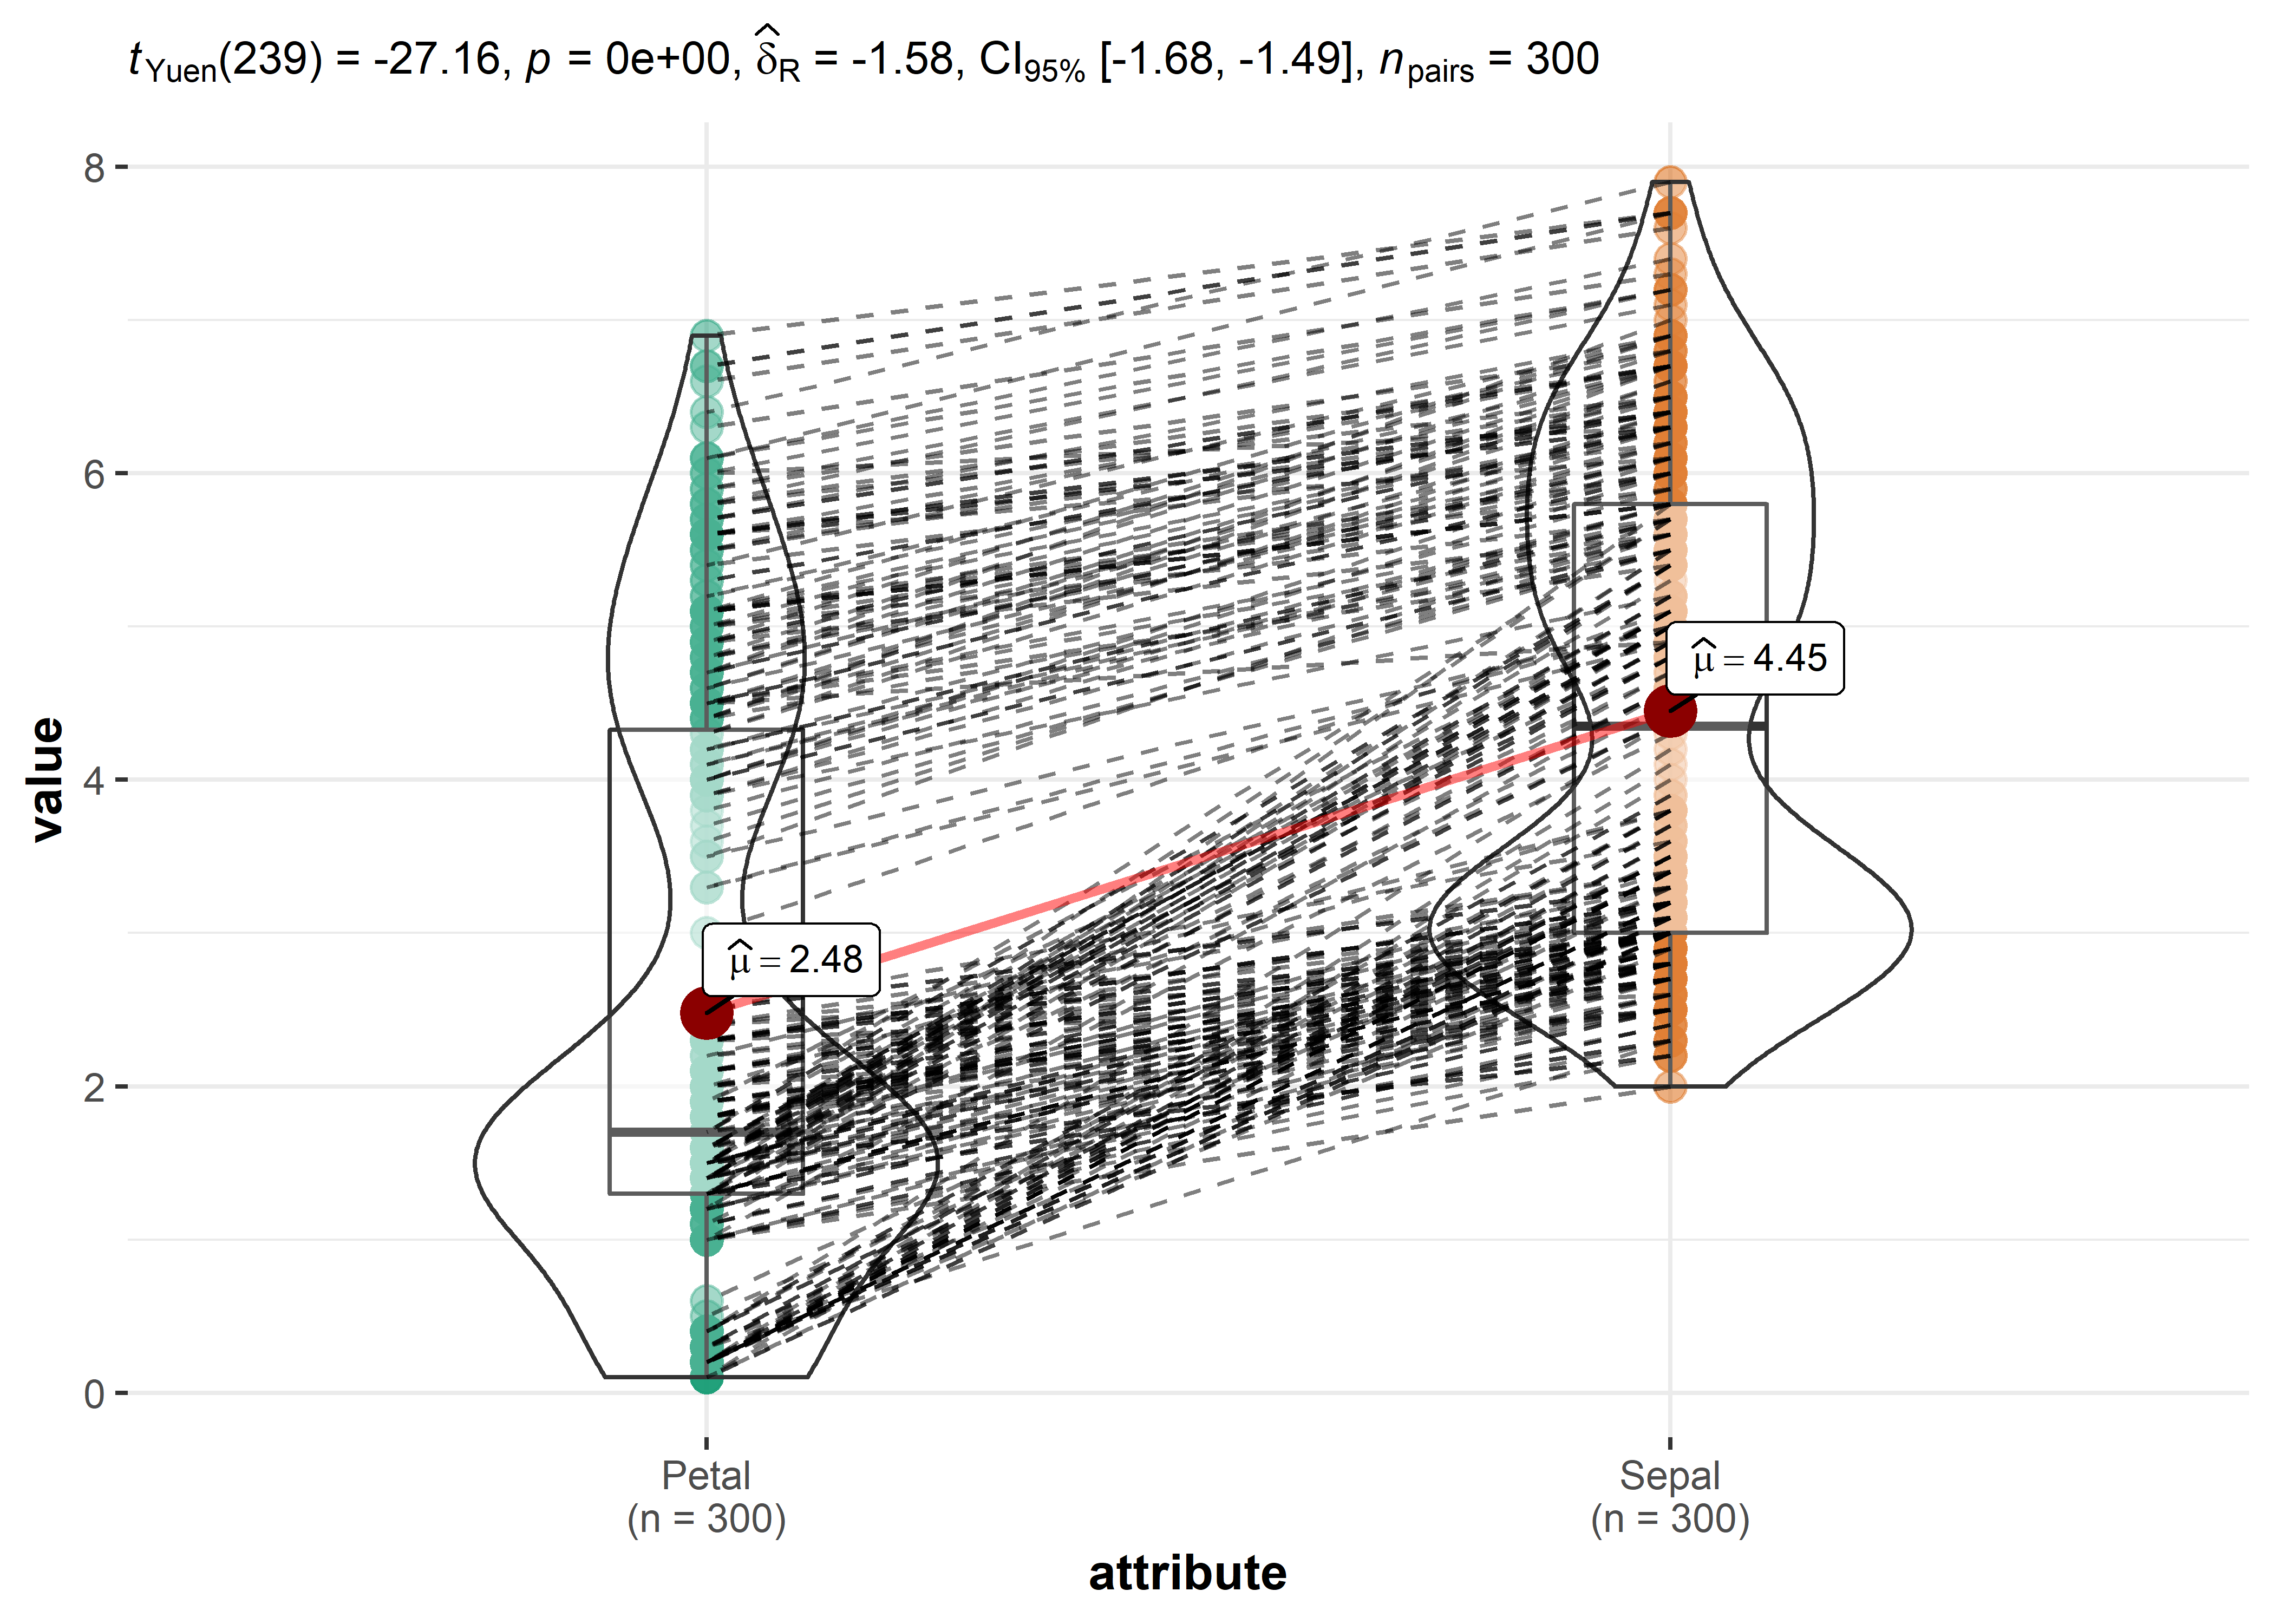 t Yuen(239) = -27.16, p = 0e+00, δ̂R = -1.58, CI95% [-1.68, -1.49], npairs = 300
8
6
4
2
0
value
μ̂ = 4.45
μ̂ = 2.48
Petal
(n = 300)
Sepal
(n = 300)
attribute